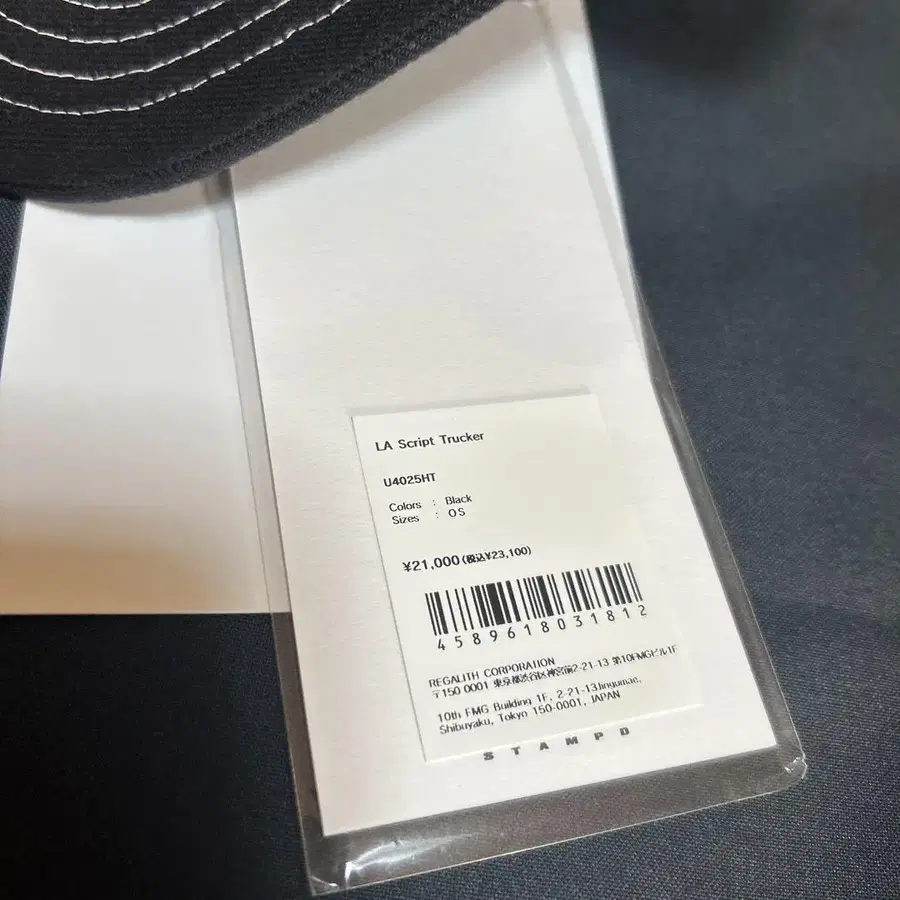 LA Script Trucker
U4025HT
Colors : Black
Sizes : OS
¥21,000(税込¥23,100)
4589618031812
REGALITH CORPORATION
〒150 0001 東京都渋谷区神宮前2-21-13 第10FMGビル1F
10th FMG Building 1F, 2-21-13
Shibuyaku, Tokyo 150-0001, JAPAN
STAMPD